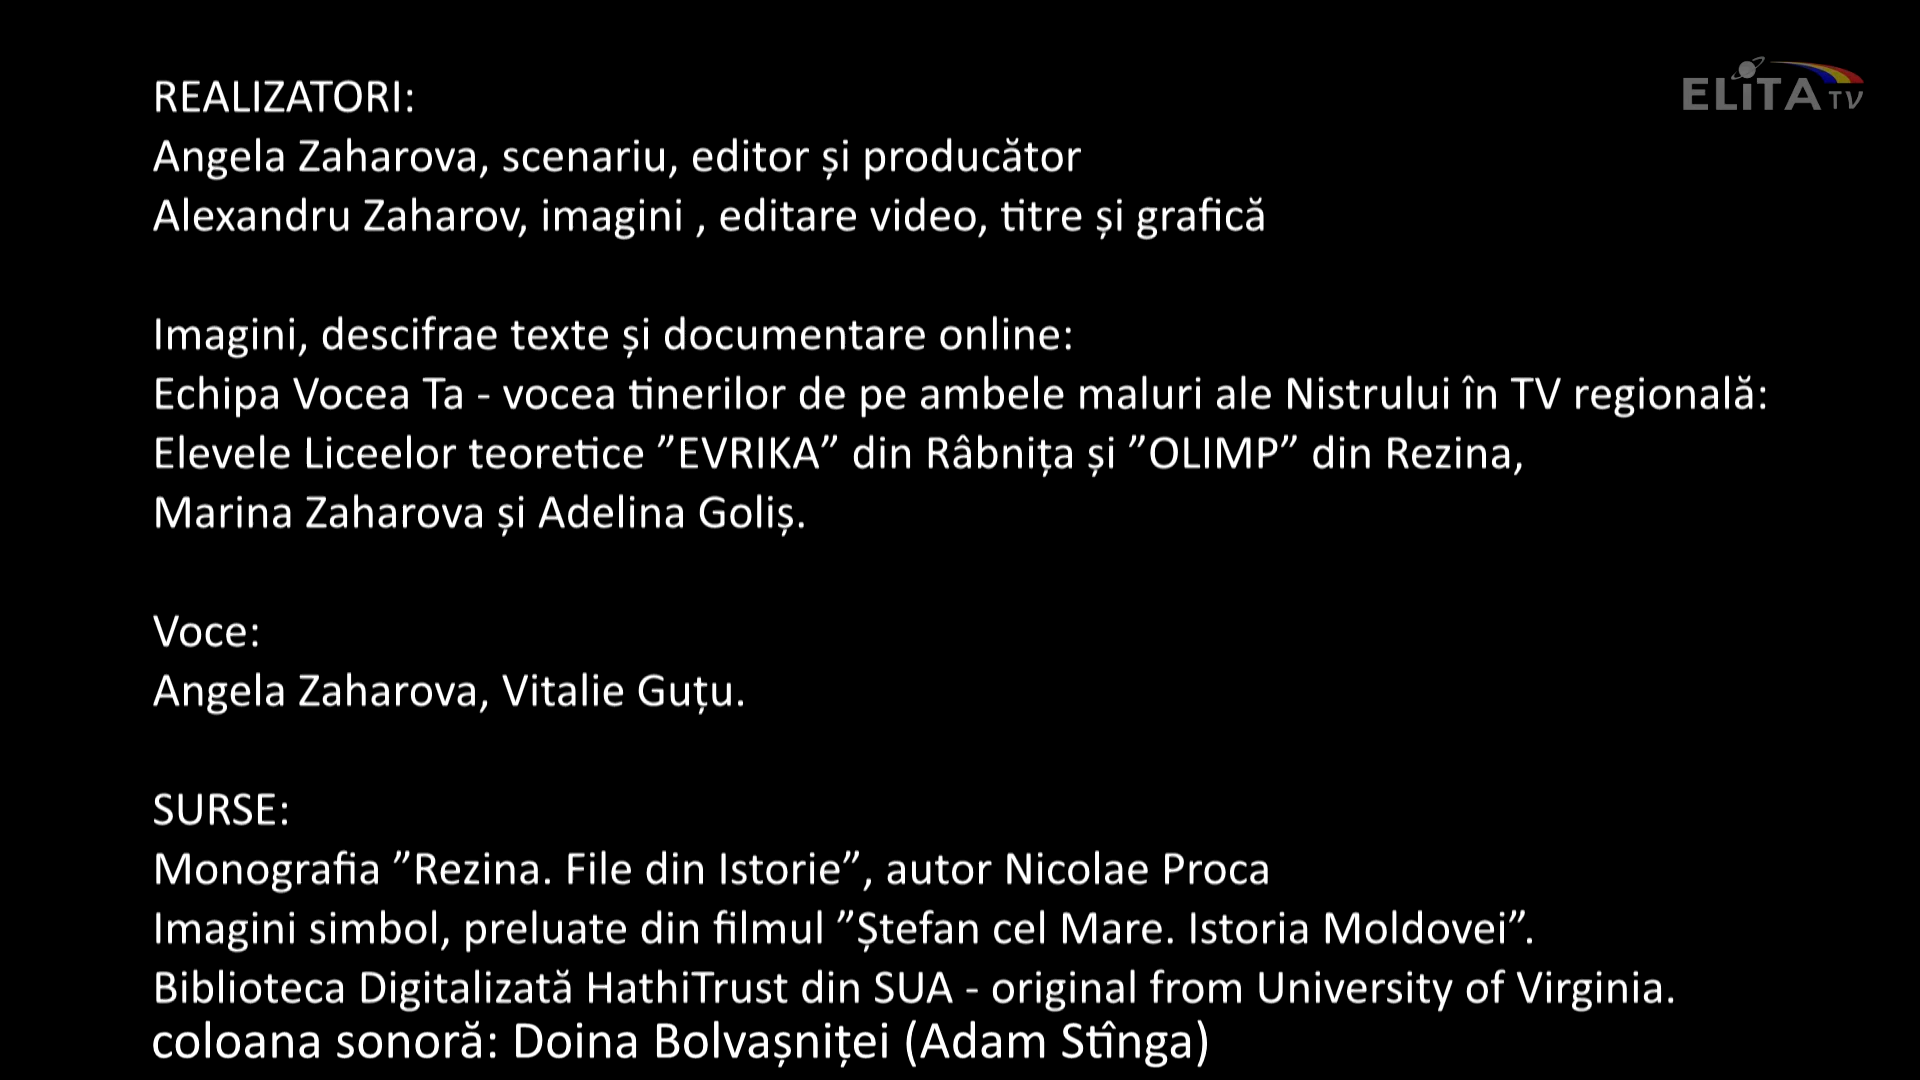 ELiTA TV
REALIZATORI:
Angela Zaharova, scenariu, editor și producător
Alexandru Zaharov, imagini , editare video, titre și grafică
Imagini, descifrae texte și documentare online:
Echipa Vocea Ta - vocea tinerilor de pe ambele maluri ale Nistrului în TV regională:
Elevele Liceelor teoretice ”EVRIKA” din Râbnița și ”OLIMP” din Rezina,
Marina Zaharova și Adelina Goliș.
Voce:
Angela Zaharova, Vitalie Guțu.
SURSE:
Monografia ”Rezina. File din Istorie”, autor Nicolae Proca
Imagini simbol, preluate din filmul ”Ștefan cel Mare. Istoria Moldovei”.
Biblioteca Digitalizată HathiTrust din SUA - original from University of Virginia.
coloana sonoră: Doina Bolvașniței (Adam Stînga)